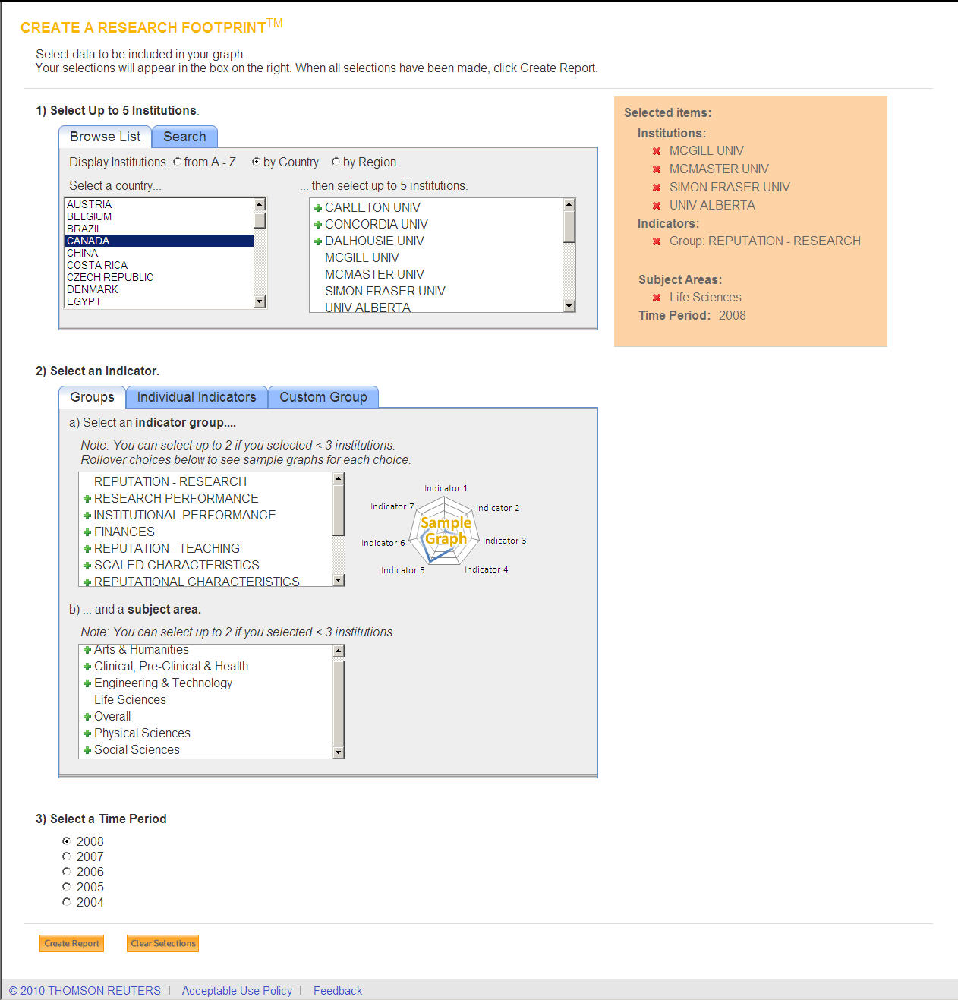 CREATE A RESEARCH FOOTPRINT™
Select data to be included in your graph.
Your selections will appear in the box on the right. When all selections have been made, click Create Report.
1) Select Up to 5 Institutions.
Browse List
Search
Display Institutions from A - Z by Country by Region
Select a country...
... then select up to 5 institutions.
AUSTRIA
BELGIUM
BRAZIL
CANADA
CHINA
COSTA RICA
CZECH REPUBLIC
DENMARK
EGYPT
CARLETON UNIV
CONCORDIA UNIV
DALHOUSIE UNIV
MCGILL UNIV
MCMASTER UNIV
SIMON FRASER UNIV
UNIV ALBERTA
Selected items:
Institutions:
MCGILL UNIV
MCMASTER UNIV
SIMON FRASER UNIV
UNIV ALBERTA
Indicators:
Group: REPUTATION - RESEARCH
Subject Areas:
Life Sciences
Time Period: 2008
2) Select an Indicator.
Groups
Individual Indicators
Custom Group
a) Select an indicator group....
Note: You can select up to 2 if you selected < 3 institutions.
Rollover choices below to see sample graphs for each choice.
REPUTATION - RESEARCH
RESEARCH PERFORMANCE
INSTITUTIONAL PERFORMANCE
FINANCES
REPUTATION - TEACHING
SCALED CHARACTERISTICS
REPUTATIONAL CHARACTERISTICS
Indicator 1
Indicator 2
Indicator 3
Indicator 4
Indicator 5
Indicator 6
Indicator 7
Sample
Graph
b) ... and a subject area.
Note: You can select up to 2 if you selected < 3 institutions.
Arts & Humanities
Clinical, Pre-Clinical & Health
Engineering & Technology
Life Sciences
Overall
Physical Sciences
Social Sciences
3) Select a Time Period
2008
2007
2006
2005
2004
Create Report
Clear Selections
© 2010 THOMSON REUTERS | Acceptable Use Policy | Feedback